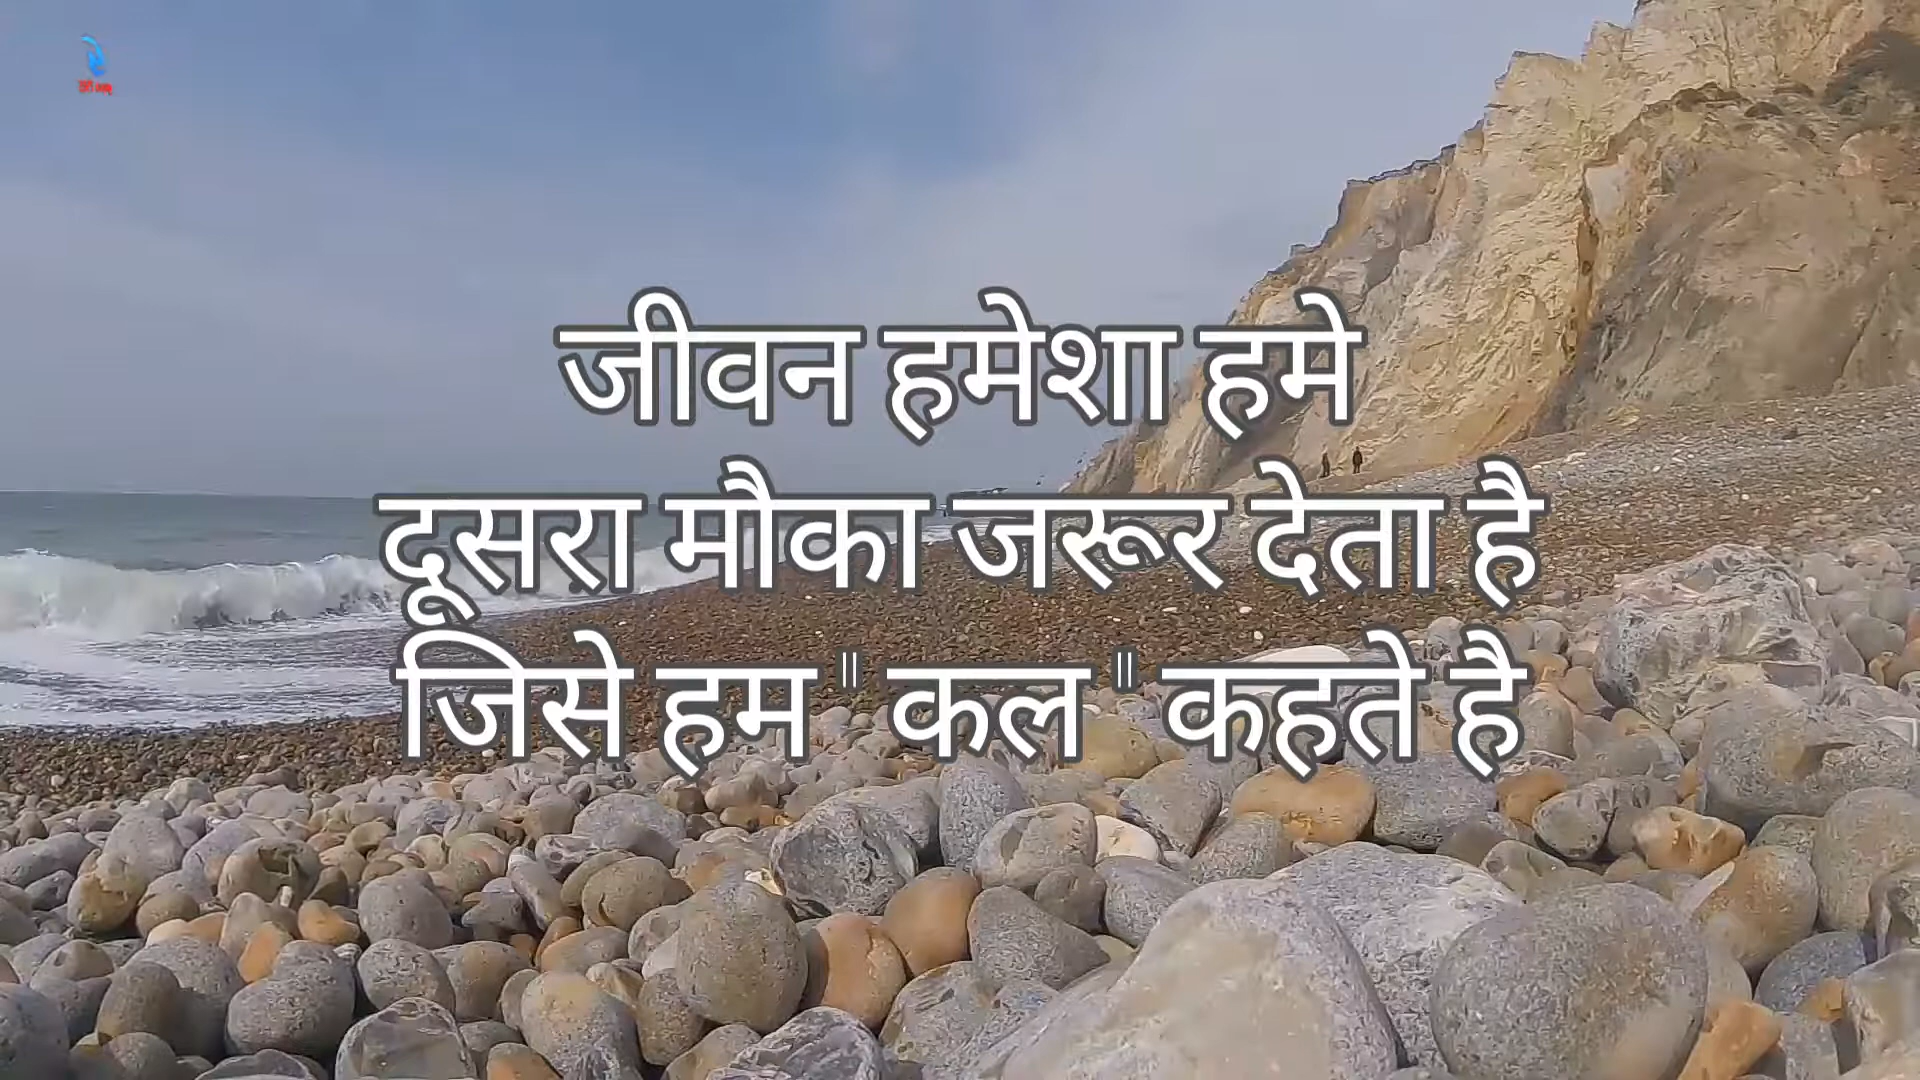 जीवन हमेशा हमे
दूसरा मौका जरूर देता है
जिसे हम " कल " कहते है